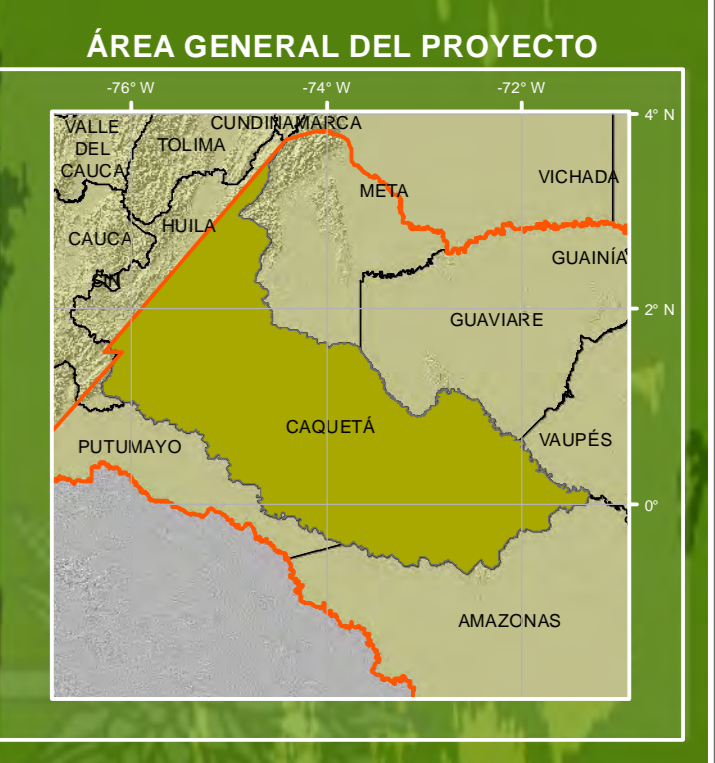 ÁREA GENERAL DEL PROYECTO
-76° W
-74° W
-72° W
4° N
2° N
0°
VALLE
DEL
CAUCA
TOLIMA
CUNDINAMARCA
META
VICHADA
CAUCA
HUILA
GUAINÍA
GUAVIARE
CAQUETÁ
PUTUMAYO
VAUPÉS
AMAZONAS